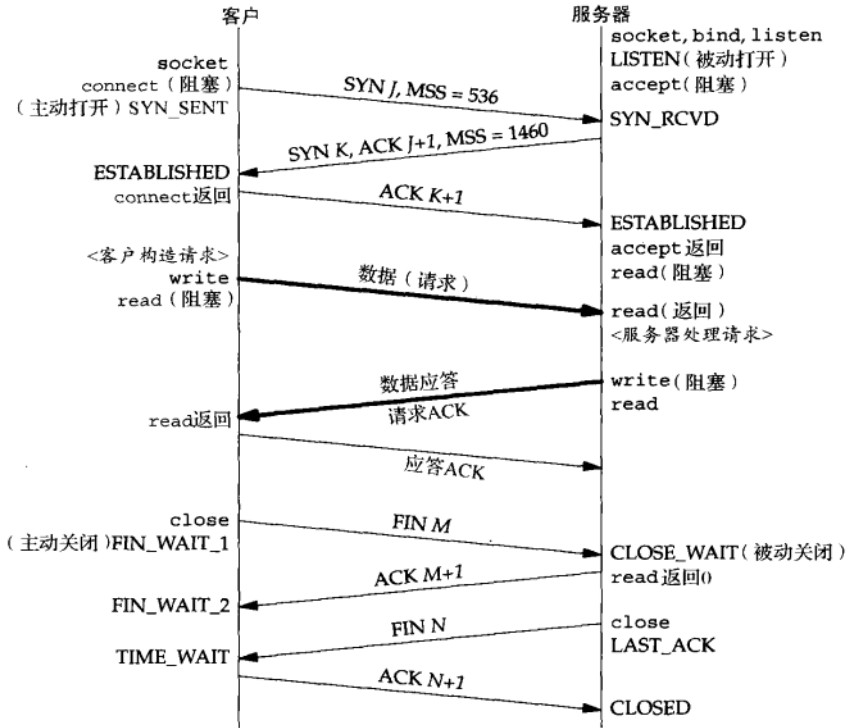 客户
服务器
socket, bind, listen
socket
LISTEN(被动打开)
connect(阻塞)
accept(阻塞)
SYN J, MSS = 536
(主动打开)SYN_SENT
SYN_RCVD
SYN K, ACK J+1, MSS = 1460
ESTABLISHED
connect返回
ACK K+1
ESTABLISHED
accept返回
<客户构造请求>
read(阻塞)
write
数据(请求)
read(阻塞)
read(返回)
<服务器处理请求>
数据应答
write(阻塞)
read
请求ACK
read返回
应答ACK
close
FIN M
(主动关闭)FIN_WAIT_1
CLOSE_WAIT(被动关闭)
ACK M+1
read返回0
FIN_WAIT_2
close
FIN N
LAST_ACK
TIME_WAIT
ACK N+1
CLOSED